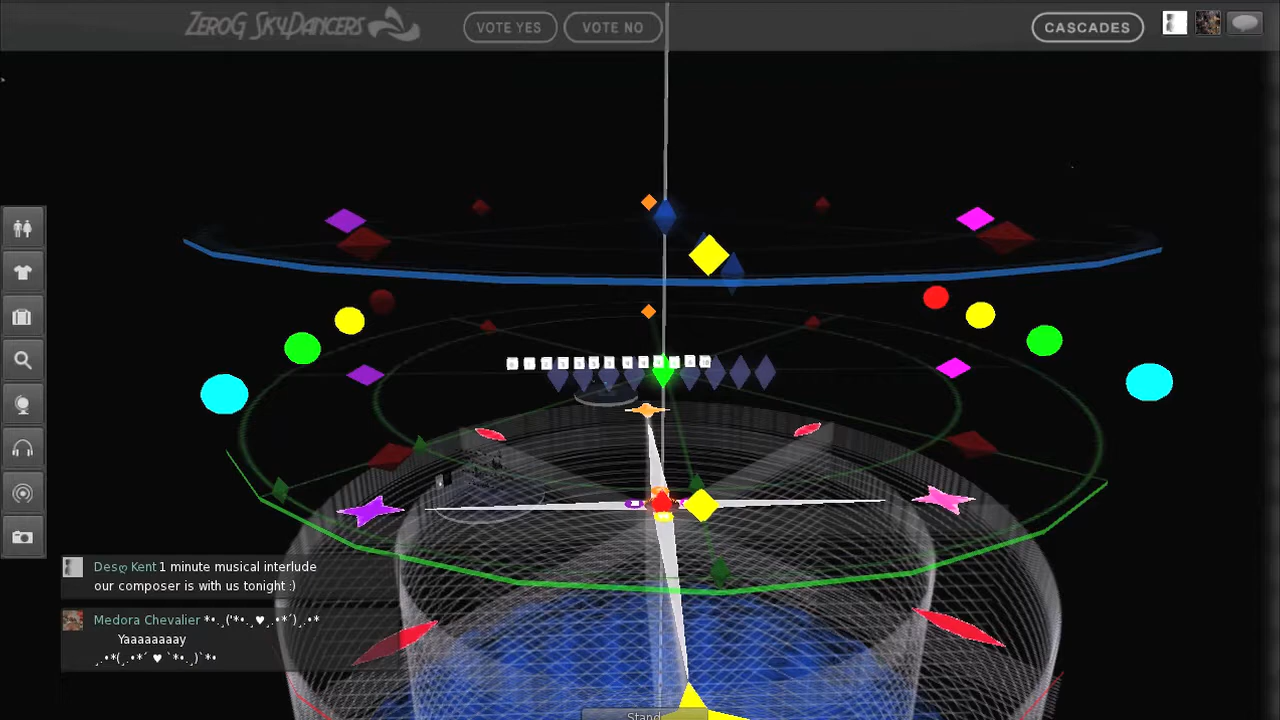 ZeroG SkyDancers
VOTE YES
VOTE NO
CASCADES
Desღ Kent 1 minute musical interlude
our composer is with us tonight :)
Medora Chevalier *•.¸('*•.¸♥¸.•*´)¸.•*
Yaaaaaaaay
¸.•*(¸.•*´ ♥ `*•.¸)`*•
Stand